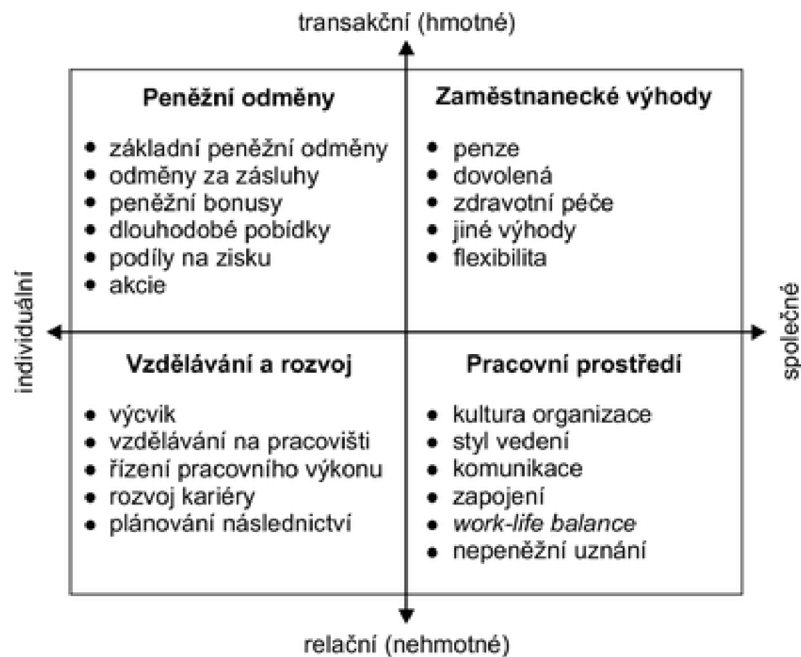 transakční (hmotné)
Peněžní odměny
základní peněžní odměny
odměny za zásluhy
peněžní bonusy
dlouhodobé pobídky
podíly na zisku
akcie
Zaměstnanecké výhody
penze
dovolená
zdravotní péče
jiné výhody
flexibilita
individuální
společné
Vzdělávání a rozvoj
výcvik
vzdělávání na pracovišti
řízení pracovního výkonu
rozvoj kariéry
plánování následnictví
Pracovní prostředí
kultura organizace
styl vedení
komunikace
zapojení
work-life balance
nepeněžní uznání
relační (nehmotné)